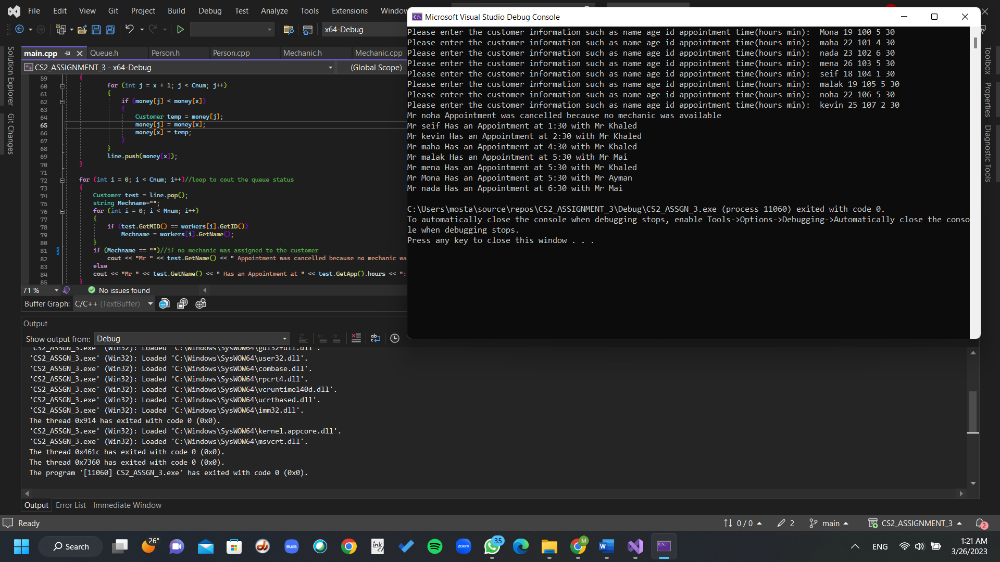 File Edit View Git Project Build Debug Test Analyze Tools Extensions Window
x64-Debug
Microsoft Visual Studio Debug Console
main.cpp Queue.h Person.h Person.cpp Mechanic.h Mechanic.cpp
CS2_ASSIGNMENT_3 - x64-Debug (Global Scope)
Solution Explorer
Git Changes
59 {
60 for (int j = x + 1; j < Cnum; j++)
61 {
62 if (money[j] < money[x])
63 {
64 Customer temp = money[j];
65 money[j] = money[x];
66 money[x] = temp;
67 }
68 }
69 line.push(money[x]);
70 }
71
72 for (int i = 0; i < Cnum; i++)//loop to cout the queue status
73 {
74 Customer test = line.pop();
75 string Mechname="";
76 for (int i = 0; i < Mnum; i++)
77 {
78 if (test.GetMID() == workers[i].GetID())
79 Mechname = workers[i].GetName();
80 }
81 if (Mechname == "")//if no mechanic was assigned to the customer
82 cout << "Mr " << test.GetName() << " Appointment was cancelled because no mechanic wa
83 else
84 cout << "Mr " << test.GetName() << " Has an Appointment at " << test.GetApp().hours << ":
85 }
71 % No issues found
Buffer Graph: C/C++ (TextBuffer)
Please enter the customer information such as name age id appointment time(hours min): Mona 19 100 5 30
Please enter the customer information such as name age id appointment time(hours min): maha 22 101 4 30
Please enter the customer information such as name age id appointment time(hours min): nada 23 102 6 30
Please enter the customer information such as name age id appointment time(hours min): mena 26 103 5 30
Please enter the customer information such as name age id appointment time(hours min): seif 18 104 1 30
Please enter the customer information such as name age id appointment time(hours min): malak 19 105 5 30
Please enter the customer information such as name age id appointment time(hours min): noha 22 106 5 30
Please enter the customer information such as name age id appointment time(hours min): kevin 25 107 2 30
Mr noha Appointment was cancelled because no mechanic was available
Mr seif Has an Appointment at 1:30 with Mr Khaled
Mr kevin Has an Appointment at 2:30 with Mr Khaled
Mr maha Has an Appointment at 4:30 with Mr Khaled
Mr malak Has an Appointment at 5:30 with Mr Mai
Mr mena Has an Appointment at 5:30 with Mr Khaled
Mr Mona Has an Appointment at 5:30 with Mr Ayman
Mr nada Has an Appointment at 6:30 with Mr Mai
C:\Users\mosta\source\repos\CS2_ASSIGNMENT_3\Debug\CS2_ASSGN_3.exe (process 11060) exited with code 0.
To automatically close the console when debugging stops, enable Tools->Options->Debugging->Automatically close the conso
le when debugging stops.
Press any key to close this window . . .
Toolbox
Properties
Diagnostic Tools
Output
Show output from: Debug
'CS2_ASSGN_3.exe' (Win32): Loaded 'C:\Windows\SysWOW64\gdi32full.dll'.
'CS2_ASSGN_3.exe' (Win32): Loaded 'C:\Windows\SysWOW64\user32.dll'.
'CS2_ASSGN_3.exe' (Win32): Loaded 'C:\Windows\SysWOW64\combase.dll'.
'CS2_ASSGN_3.exe' (Win32): Loaded 'C:\Windows\SysWOW64\rpcrt4.dll'.
'CS2_ASSGN_3.exe' (Win32): Loaded 'C:\Windows\SysWOW64\vcruntime140d.dll'.
'CS2_ASSGN_3.exe' (Win32): Loaded 'C:\Windows\SysWOW64\ucrtbased.dll'.
'CS2_ASSGN_3.exe' (Win32): Loaded 'C:\Windows\SysWOW64\imm32.dll'.
The thread 0x914 has exited with code 0 (0x0).
'CS2_ASSGN_3.exe' (Win32): Loaded 'C:\Windows\SysWOW64\kernel.appcore.dll'.
'CS2_ASSGN_3.exe' (Win32): Loaded 'C:\Windows\SysWOW64\msvcrt.dll'.
The thread 0x461c has exited with code 0 (0x0).
The thread 0x7360 has exited with code 0 (0x0).
The program '[11060] CS2_ASSGN_3.exe' has exited with code 0 (0x0).
Output Error List Immediate Window
Ready 0 / 0 2 main CS2_ASSIGNMENT_3 2
Search 26° Buds ink zoom 35 M W ENG 1:21 AM
3/26/2023